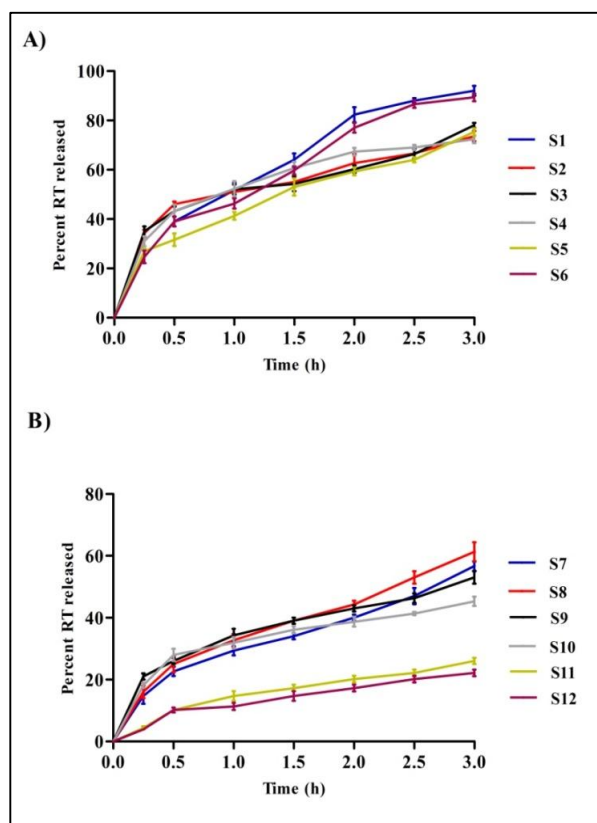 A)
100
80
60
40
20
0
Percent RT released
0.0 0.5 1.0 1.5 2.0 2.5 3.0
Time (h)
S1
S2
S3
S4
S5
S6
B)
80
60
40
20
0
Percent RT released
0.0 0.5 1.0 1.5 2.0 2.5 3.0
Time (h)
S7
S8
S9
S10
S11
S12